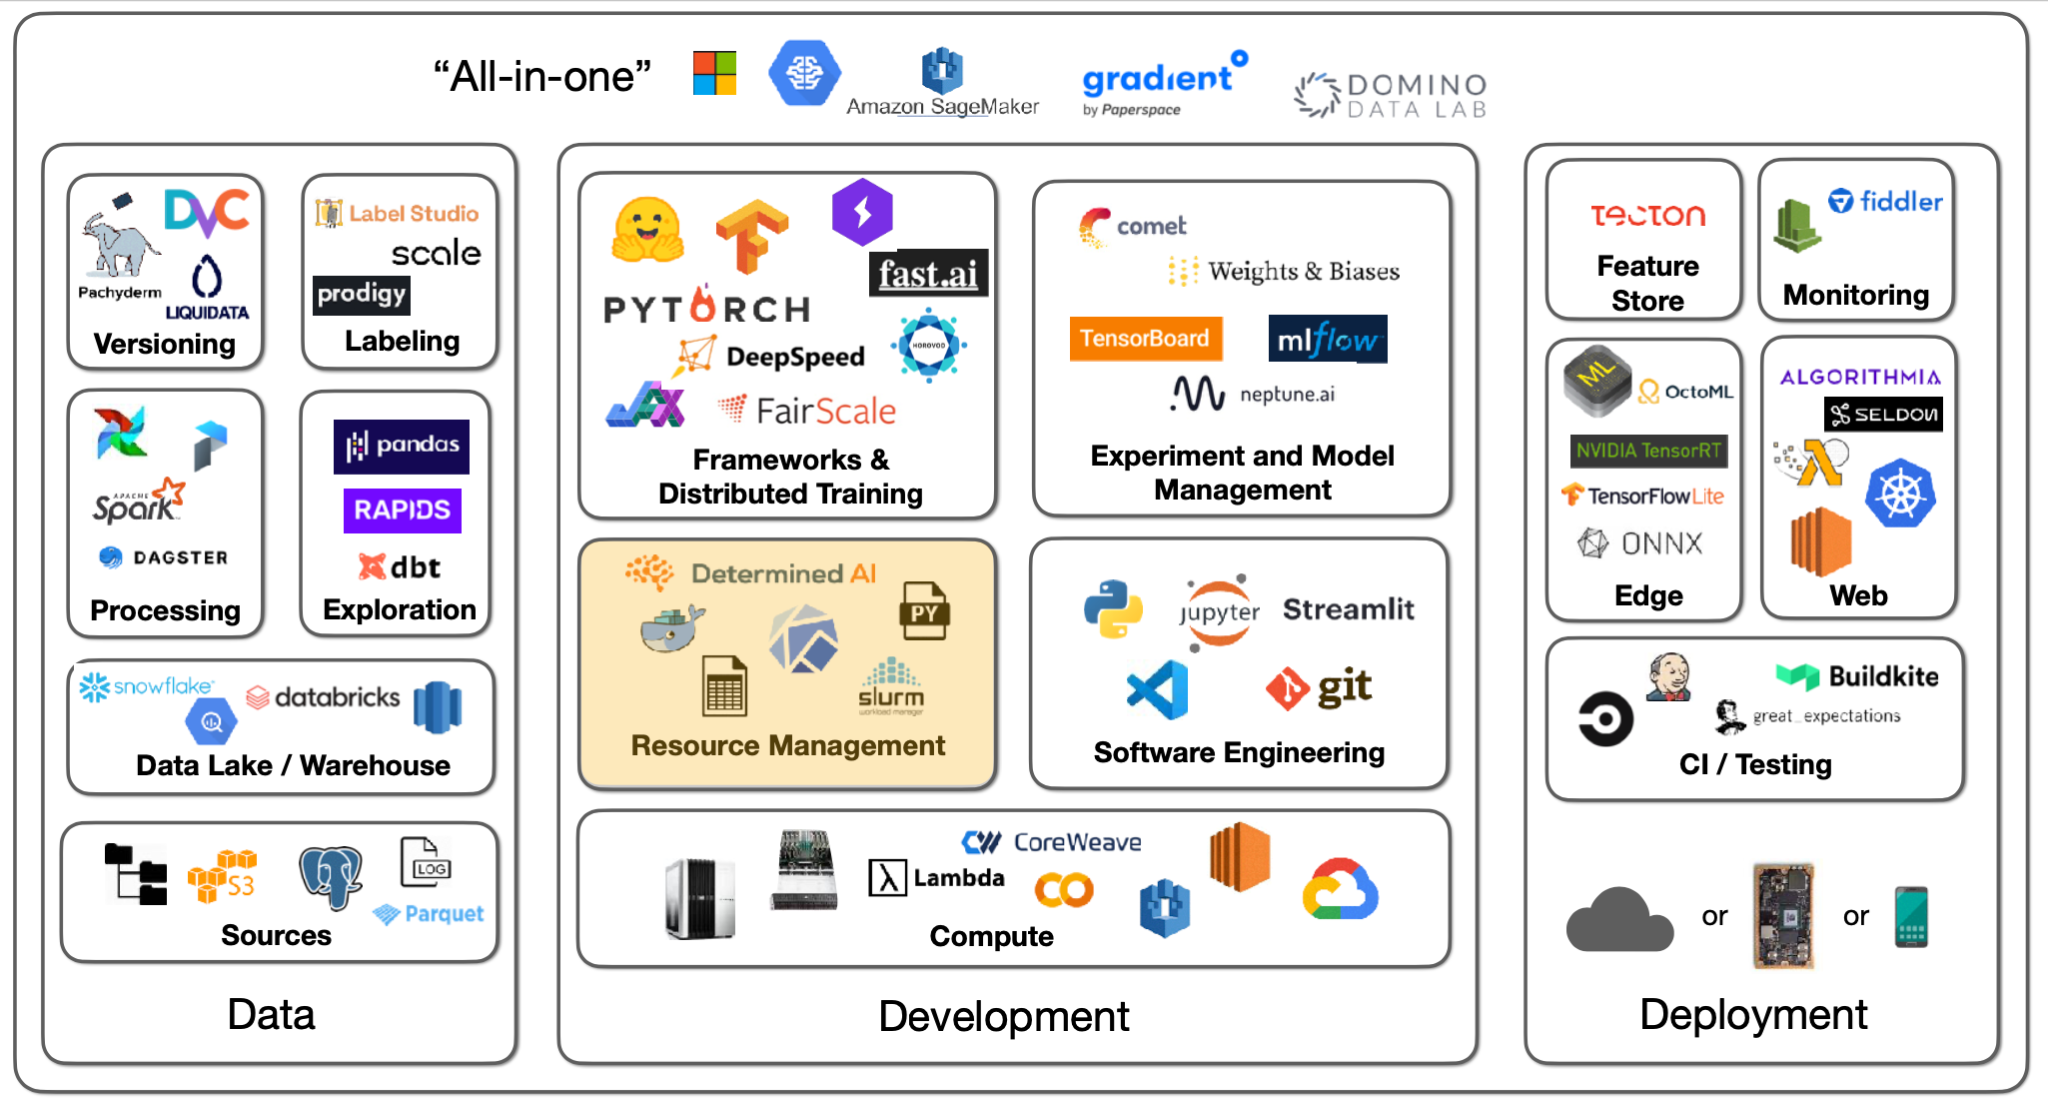 “All-in-one”
Amazon SageMaker
gradient
by Paperspace
DOMINO
DATA LAB
DVC
Pachyderm
LIQUIDATA
Versioning
Label Studio
scale
prodigy
Labeling
APACHE
Spark
DAGSTER
Processing
pandas
RAPIDS
dbt
Exploration
snowflake
databricks
Data Lake / Warehouse
S3
LOG
Parquet
Sources
Data
fast.ai
PYTORCH
HOROVOD
DeepSpeed
JAX
FairScale
Frameworks &
Distributed Training
comet
Weights & Biases
TensorBoard
mlflow
neptune.ai
Experiment and Model
Management
Determined AI
PY
slurm
workload manager
Resource Management
jupyter
Streamlit
git
Software Engineering
CoreWeave
Lambda
Compute
Development
TECTON
Feature
Store
fiddler
Monitoring
ML
OctoML
NVIDIA TensorRT
TensorFlow Lite
ONNX
Edge
ALGORITHMIA
SELDON
Web
Buildkite
great_expectations
CI / Testing
or
or
Deployment